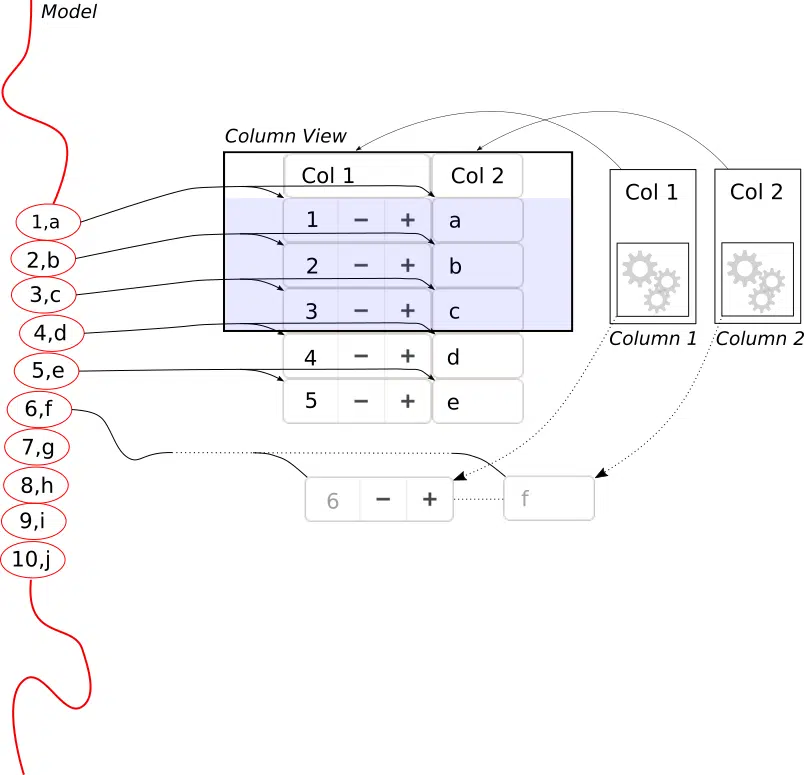 Model
Column View
Col 1 Col 2
1 − + a
2 − + b
3 − + c
4 − + d
5 − + e
6 − + f
1,a
2,b
3,c
4,d
5,e
6,f
7,g
8,h
9,i
10,j
Col 1
Column 1
Col 2
Column 2